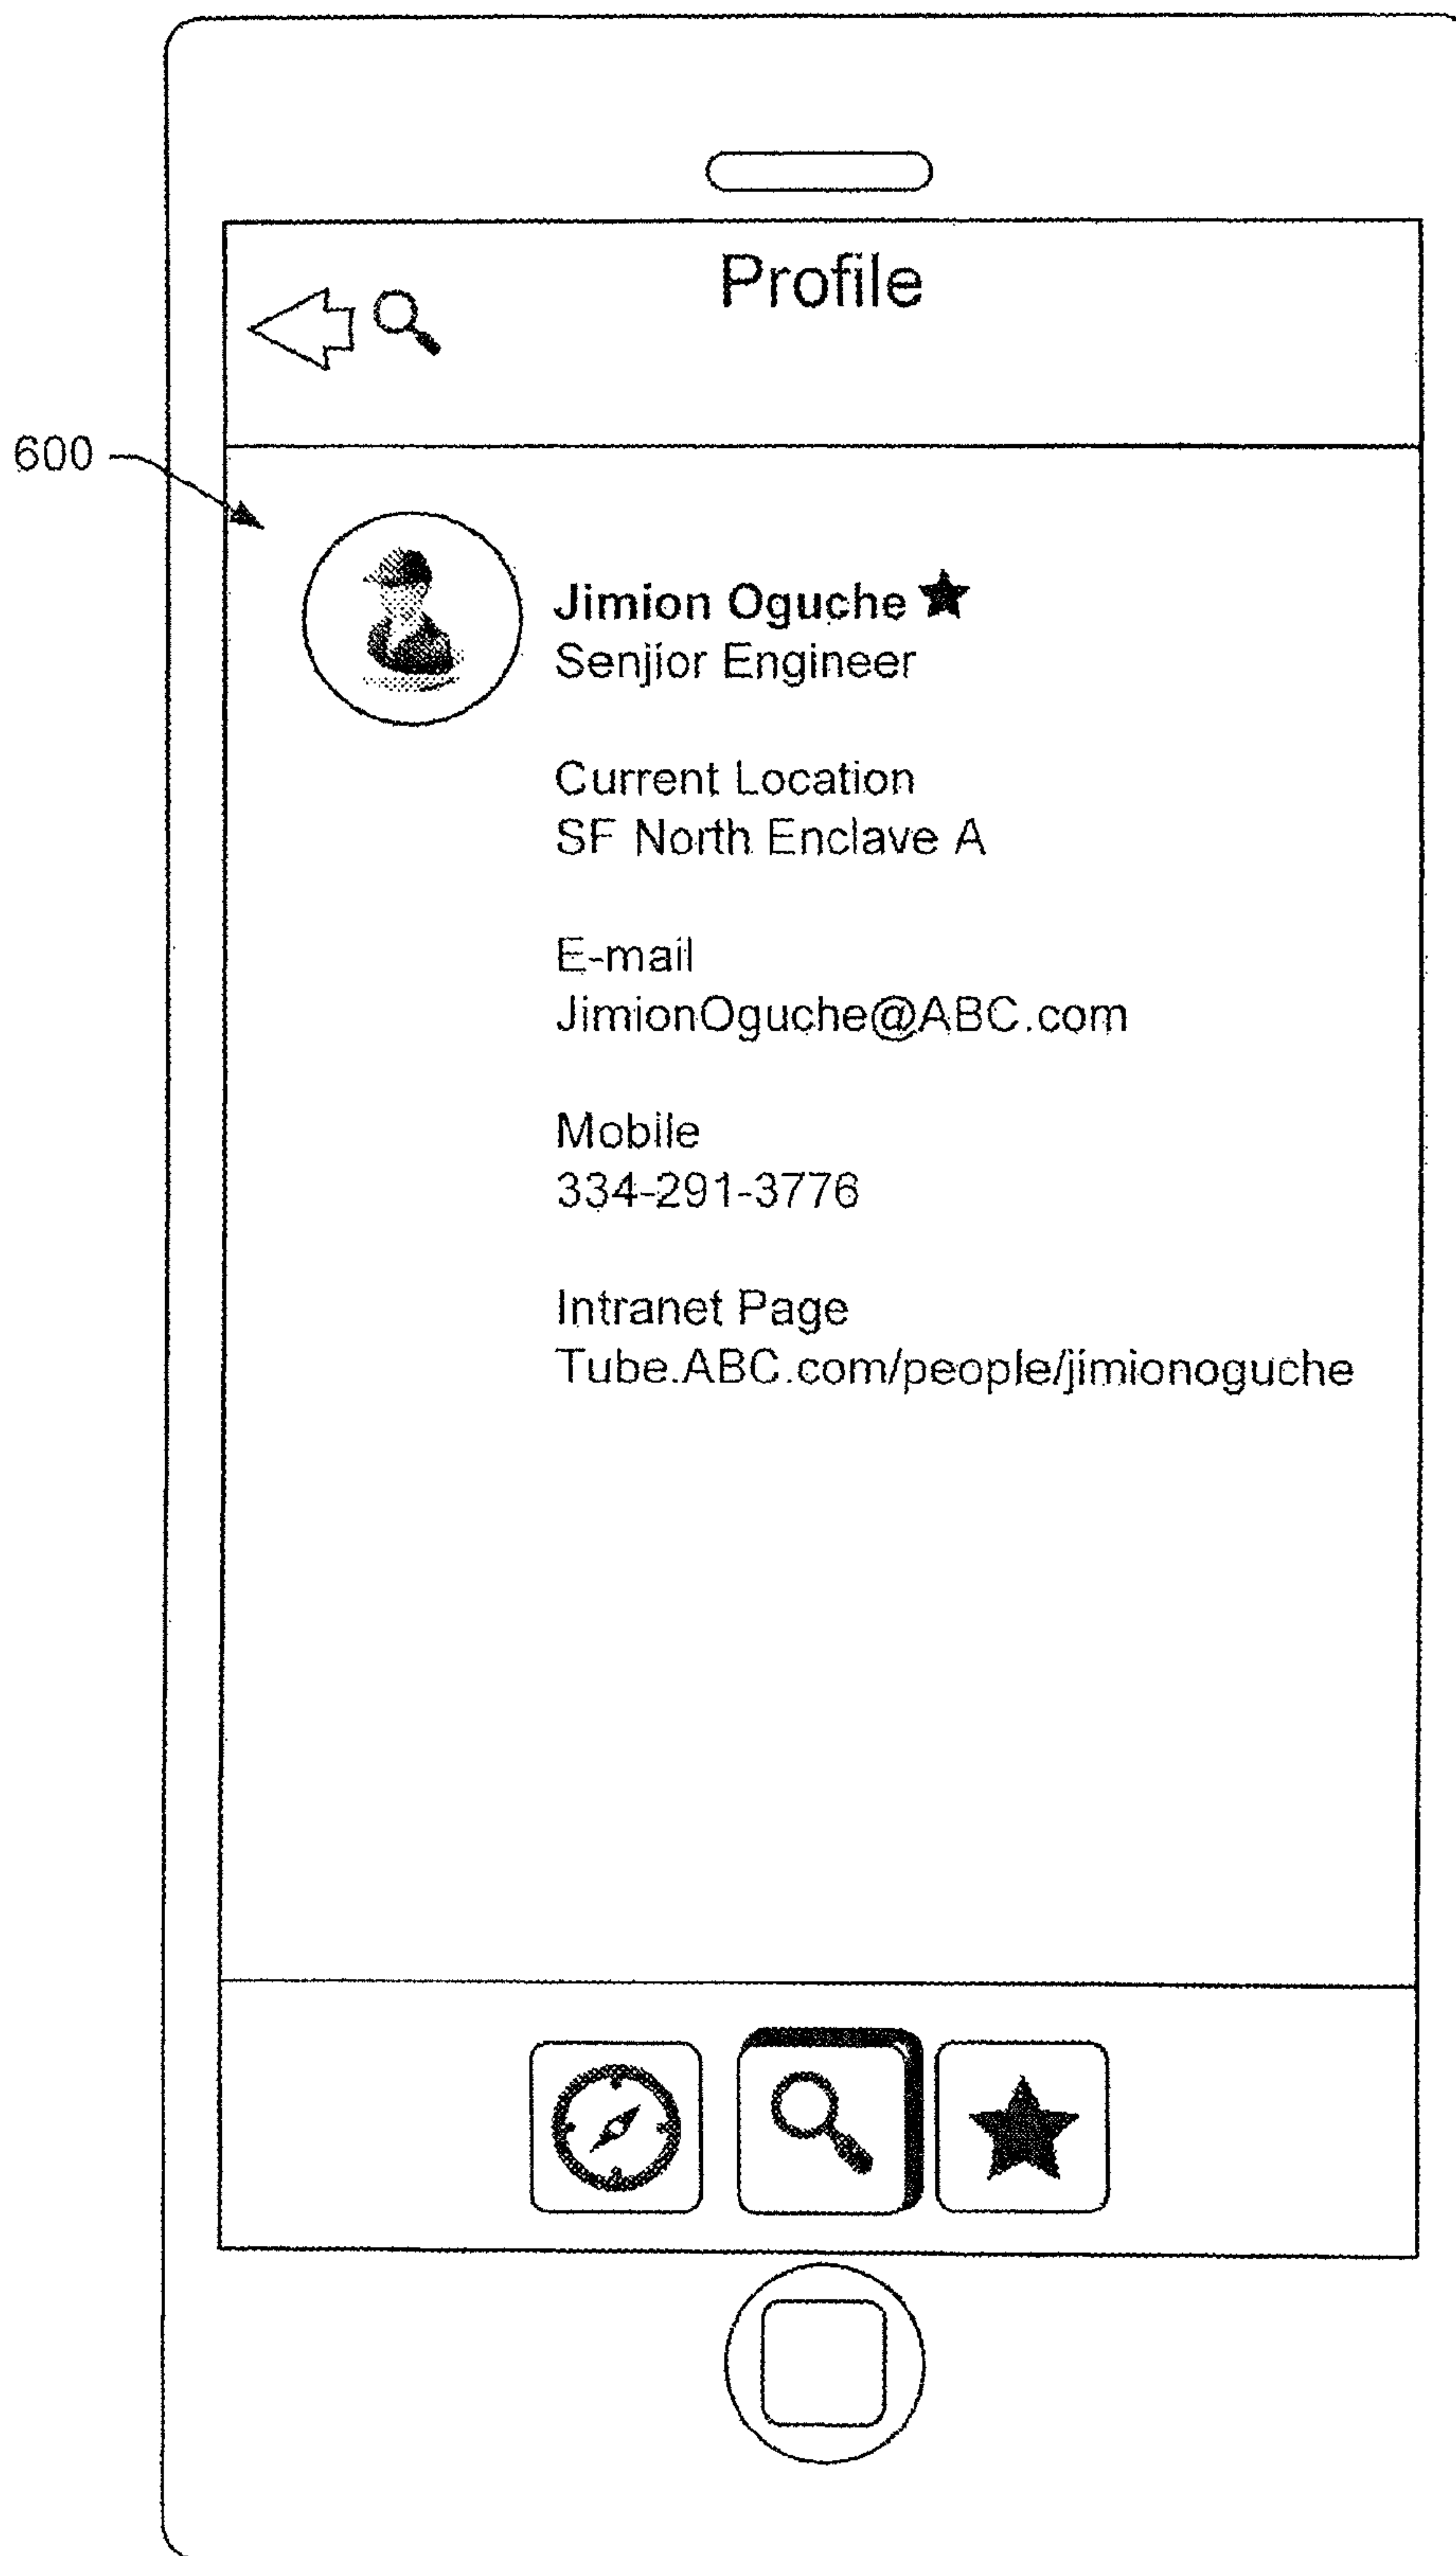 Profile
600
Jimion Oguche
Senjior Engineer
Current Location
SF North Enclave A
E-mail
JimionOguche@ABC.com
Mobile
334-291-3776
Intranet Page
Tube.ABC.com/people/jimionoguche